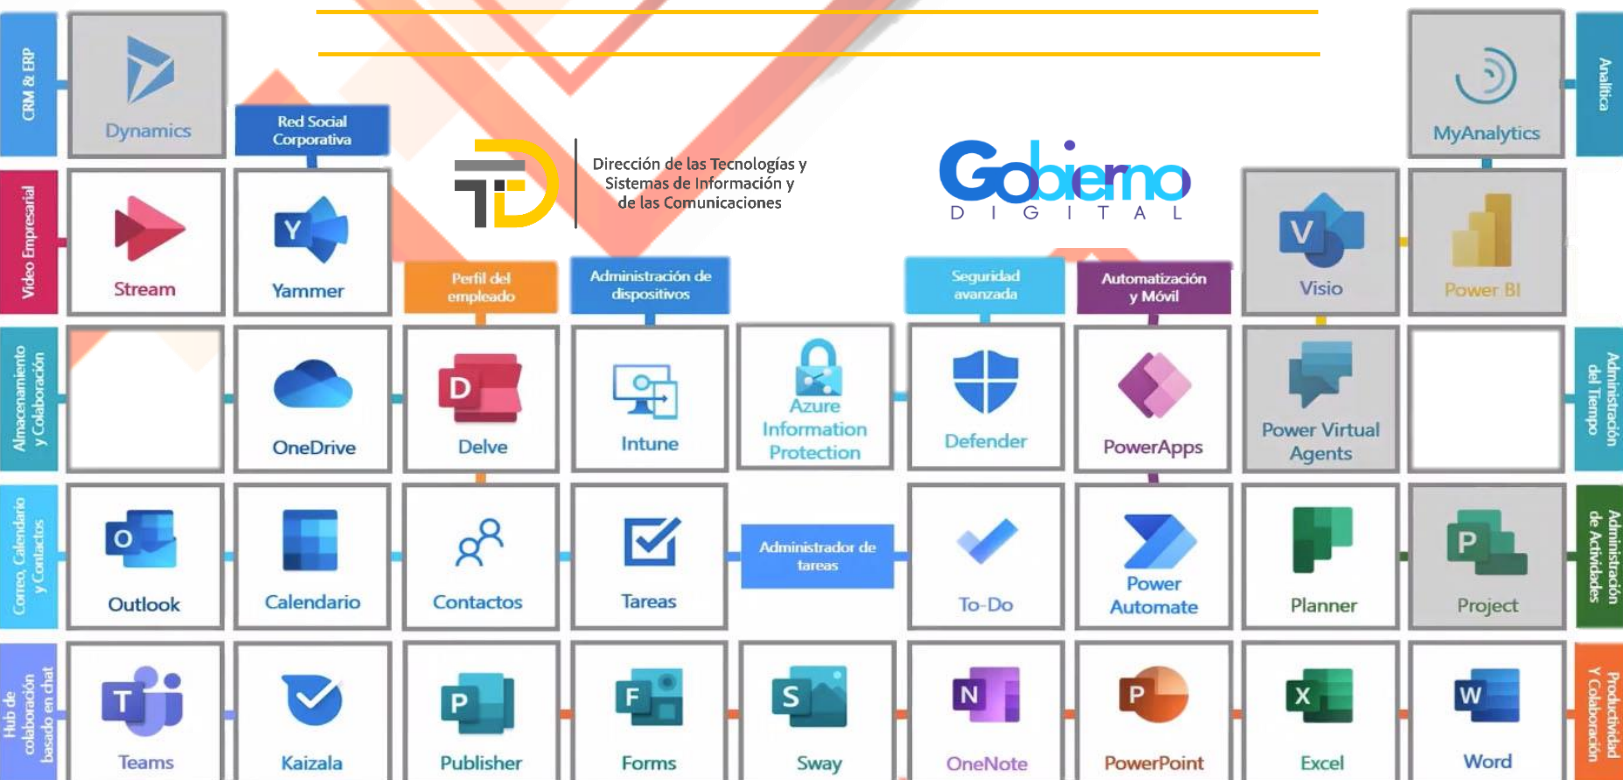 CRM & ERP
Dynamics
Red Social
Corporativa
Dirección de las Tecnologías y
Sistemas de Información y
de las Comunicaciones
Gobierno
DIGITAL
MyAnalytics
Analítica
Video Empresarial
Stream
Yammer
Perfil del
empleado
Administración de
dispositivos
Seguridad
avanzada
Automatización
y Móvil
Visio
Power BI
Almacenamiento
y Colaboración
OneDrive
Delve
Intune
Azure
Information
Protection
Defender
PowerApps
Power Virtual
Agents
Administración
del Tiempo
Correo, Calendario
y Contactos
Outlook
Calendario
Contactos
Tareas
Administrador de
tareas
To-Do
Power
Automate
Planner
Project
Administración
de Actividades
Hub de
colaboración
basado en chat
Teams
Kaizala
Publisher
Forms
Sway
OneNote
PowerPoint
Excel
Word
Productividad
Y Colaboración